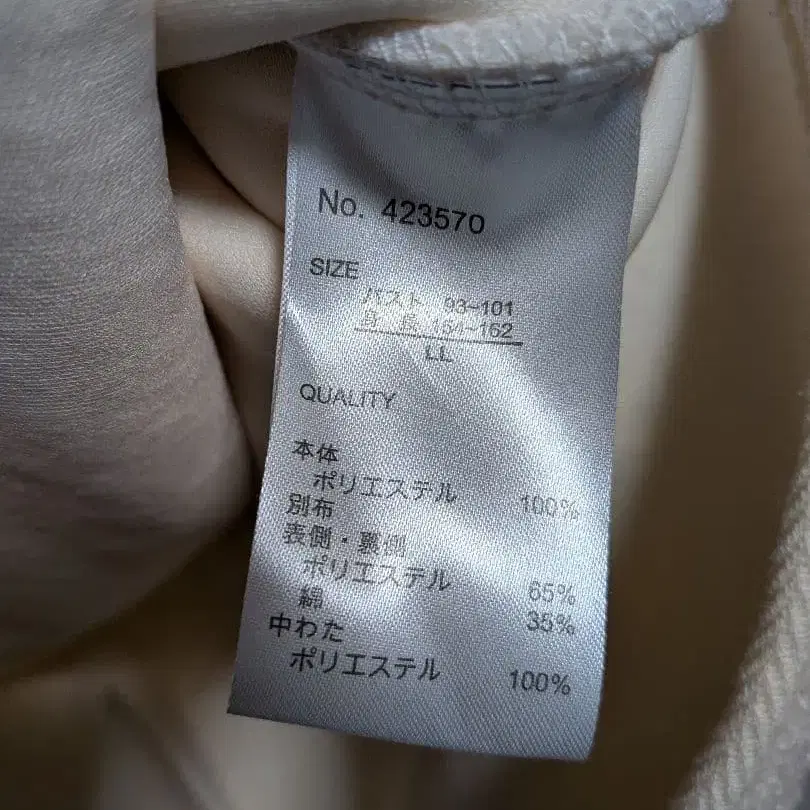 No. 423570
SIZE
バスト 93~101
身長 154~162
LL
QUALITY
本体
ポリエステル 100%
別布
表側・裏側
ポリエステル 65%
綿 35%
中わた
ポリエステル 100%